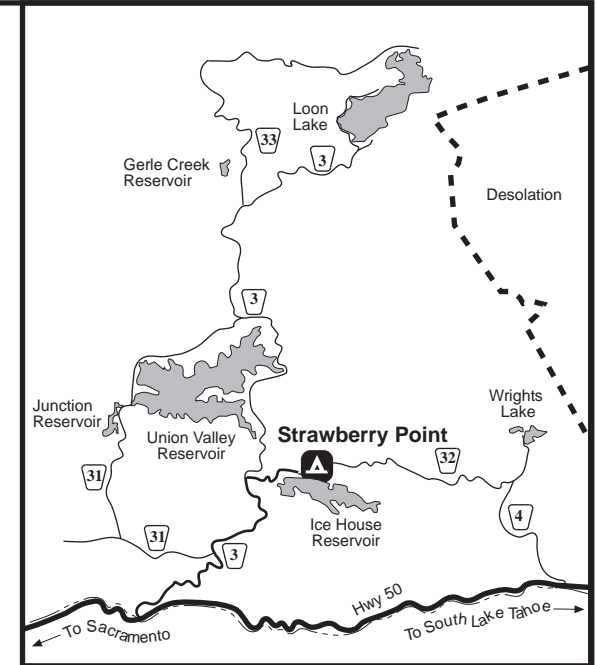 Loon
Lake
33
3
Gerle Creek
Reservoir
Desolation
3
Junction
Reservoir
Union Valley
Reservoir
Wrights
Lake
Strawberry Point
32
31
Ice House
Reservoir
4
31
3
Hwy 50
To Sacramento
To South Lake Tahoe